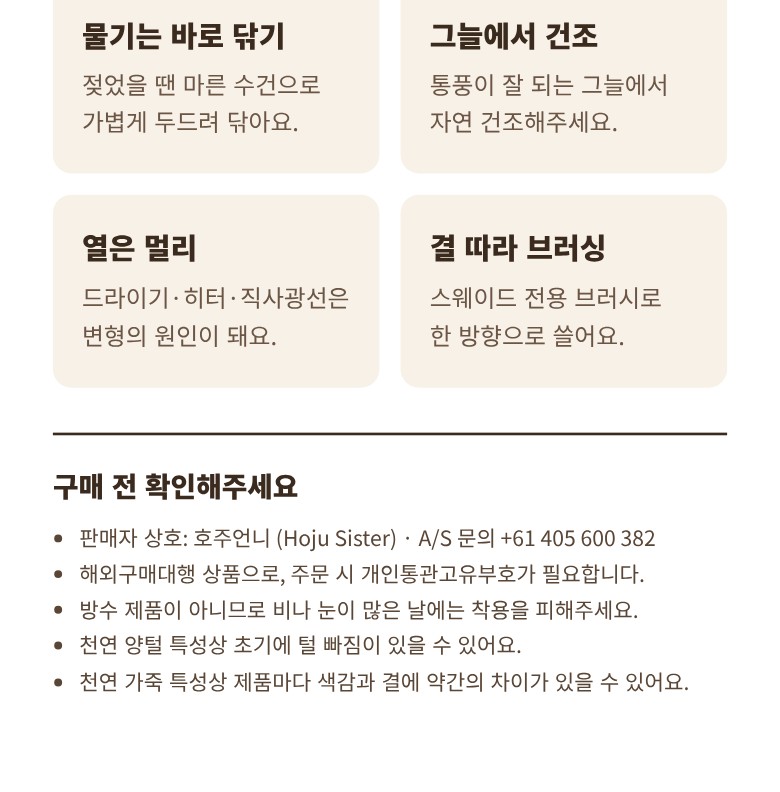 물기는 바로 닦기
젖었을 땐 마른 수건으로
가볍게 두드려 닦아요.
그늘에서 건조
통풍이 잘 되는 그늘에서
자연 건조해주세요.
열은 멀리
드라이기·히터·직사광선은
변형의 원인이 돼요.
결 따라 브러싱
스웨이드 전용 브러시로
한 방향으로 쓸어요.
구매 전 확인해주세요
• 판매자 상호: 호주언니 (Hoju Sister) · A/S 문의 +61 405 600 382
• 해외구매대행 상품으로, 주문 시 개인통관고유부호가 필요합니다.
• 방수 제품이 아니므로 비나 눈이 많은 날에는 착용을 피해주세요.
• 천연 양털 특성상 초기에 털 빠짐이 있을 수 있어요.
• 천연 가죽 특성상 제품마다 색감과 결에 약간의 차이가 있을 수 있어요.